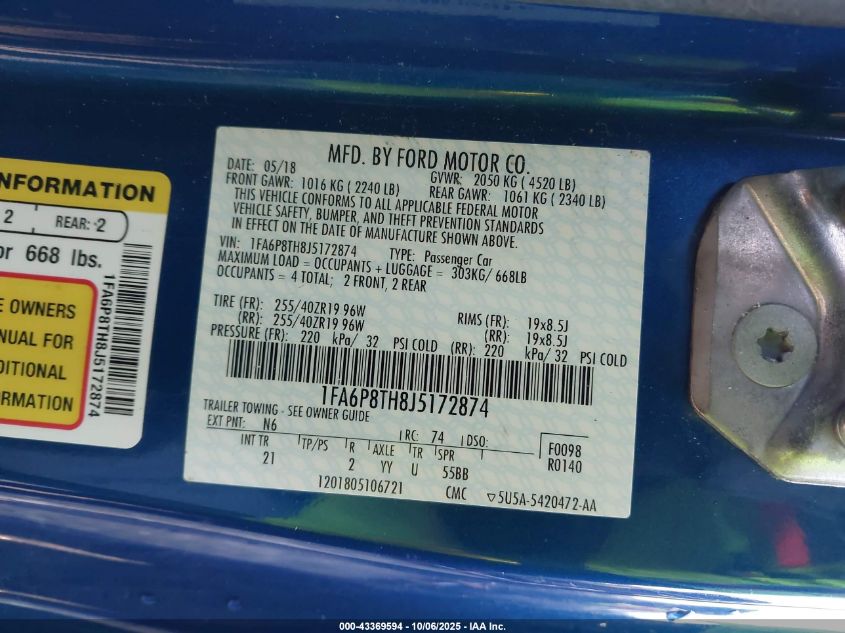 MFD. BY FORD MOTOR CO.
DATE: 05/18 GVWR: 2050 KG ( 4520 LB)
FRONT GAWR: 1016 KG ( 2240 LB) REAR GAWR: 1061 KG ( 2340 LB)
THIS VEHICLE CONFORMS TO ALL APPLICABLE FEDERAL MOTOR
VEHICLE SAFETY, BUMPER, AND THEFT PREVENTION STANDARDS
IN EFFECT ON THE DATE OF MANUFACTURE SHOWN ABOVE.
VIN: 1FA6P8TH8J5172874 TYPE: Passenger Car
MAXIMUM LOAD = OCCUPANTS + LUGGAGE = 303KG/ 668LB
OCCUPANTS = 4 TOTAL; 2 FRONT, 2 REAR
TIRE (FR): 255/40ZR19 96W RIMS (FR): 19x8.5J
(RR): 255/40ZR19 96W (RR): 19x8.5J
PRESSURE (FR): 220 kPa/ 32 PSI COLD (RR): 220 kPa/ 32 PSI COLD
1FA6P8TH8J5172874
TRAILER TOWING - SEE OWNER GUIDE
EXT PNT: N6 RC: 74 DSO: F0098
R0140
INT TR TP/PS R AXLE TR SPR
21 2 YY U 55BB
1201805106721 CMC ▽5U5A-5420472-AA
NFORMATION
2 REAR: 2
or 668 lbs.
E OWNERS
NUAL FOR
DITIONAL
ORMATION
1FA6P8TH8J5172874
000-43369594 - 10/06/2025 - IAA Inc.